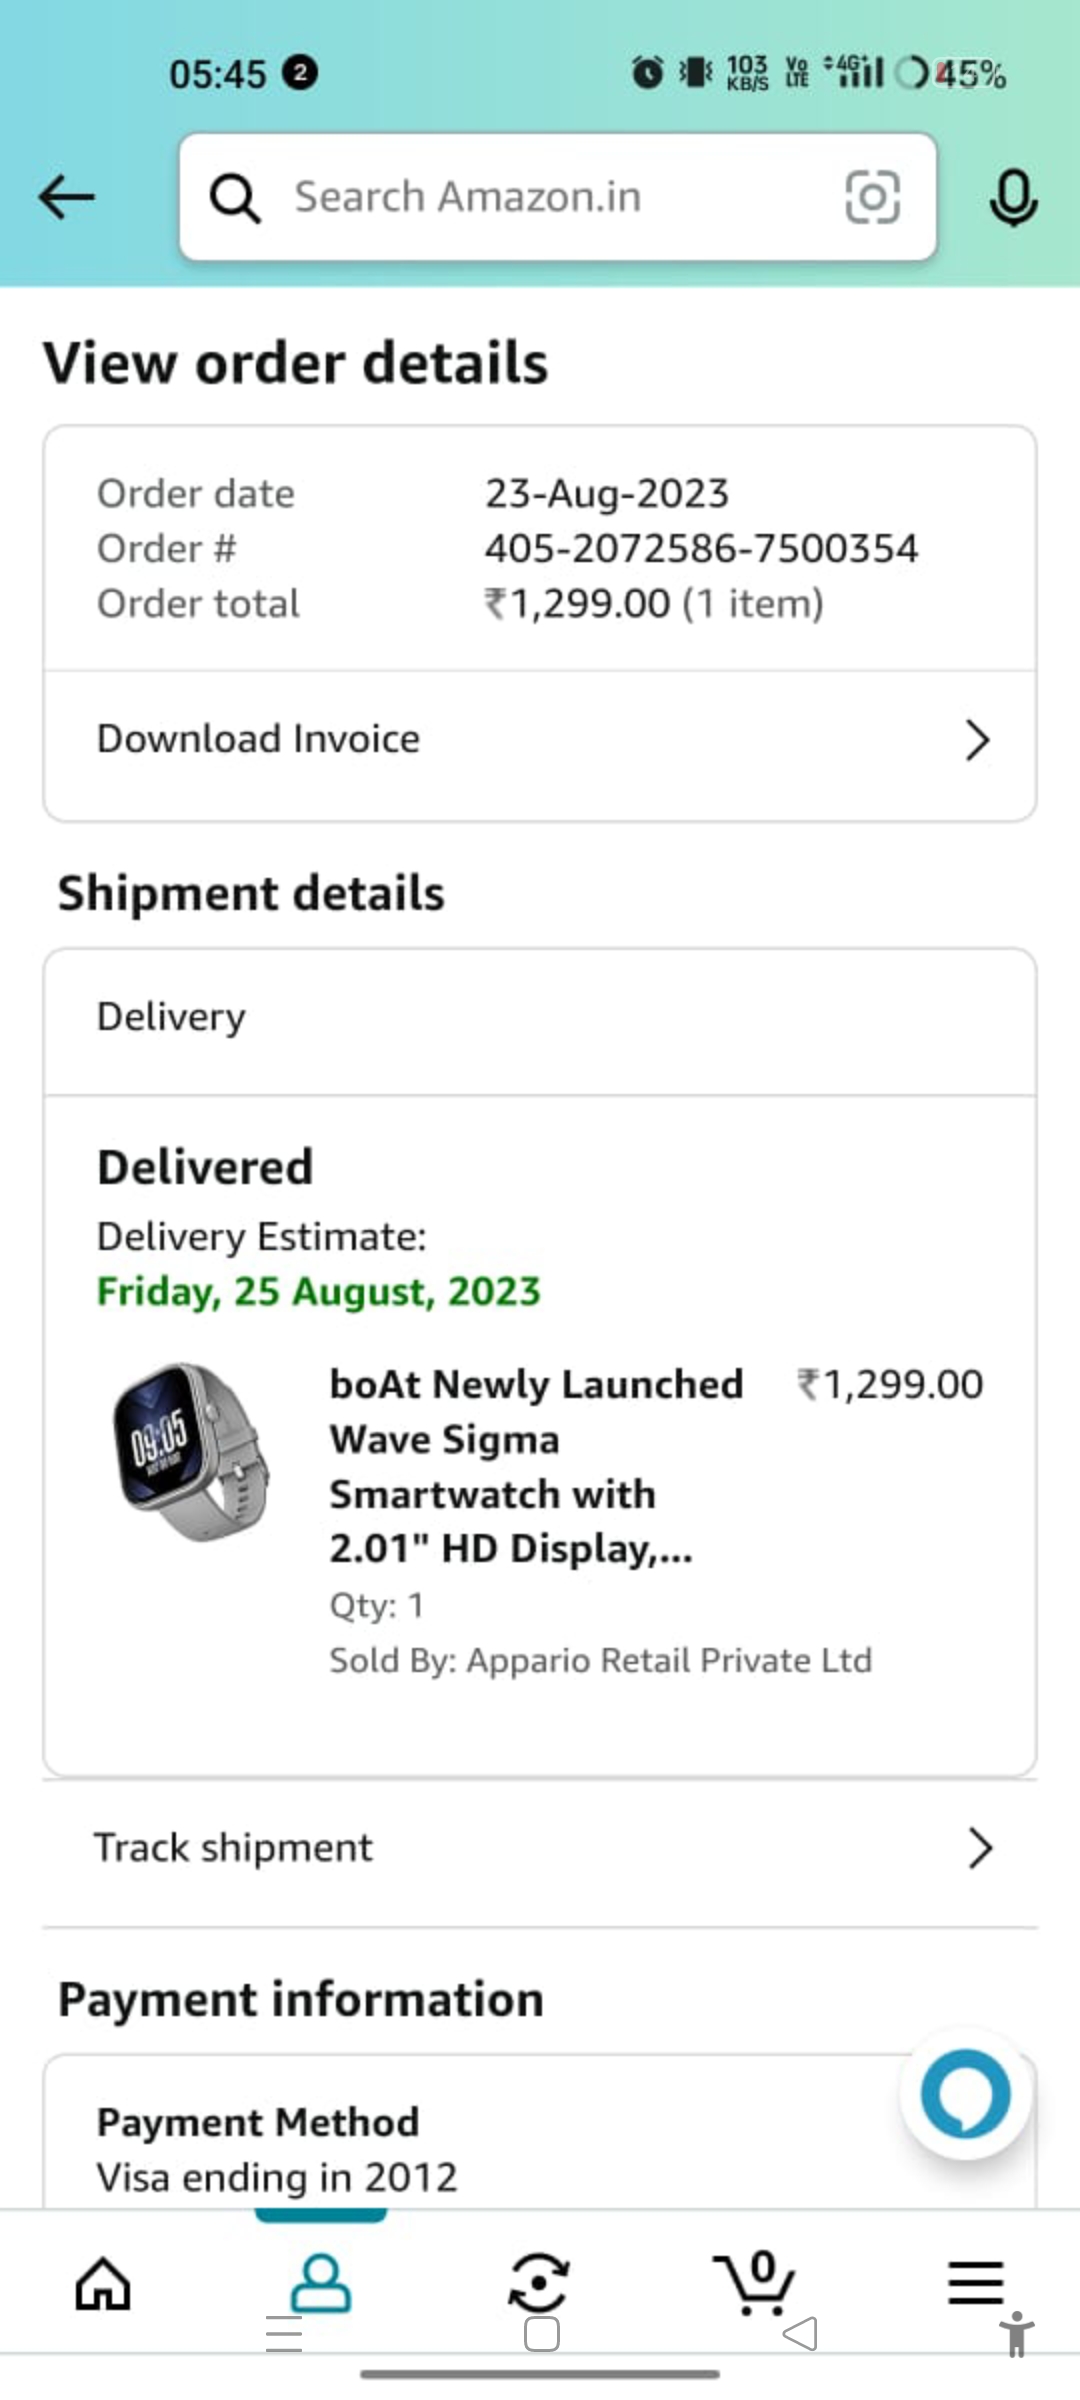 05:45 2 103 KB/S Vo LTE 4G+ 45%
Search Amazon.in
View order details
Order date 23-Aug-2023
Order # 405-2072586-7500354
Order total ₹1,299.00 (1 item)
Download Invoice
Shipment details
Delivery
Delivered
Delivery Estimate:
Friday, 25 August, 2023
09:05
boAt Newly Launched ₹1,299.00
Wave Sigma
Smartwatch with
2.01" HD Display,...
Qty: 1
Sold By: Appario Retail Private Ltd
Track shipment
Payment information
Payment Method
Visa ending in 2012
0